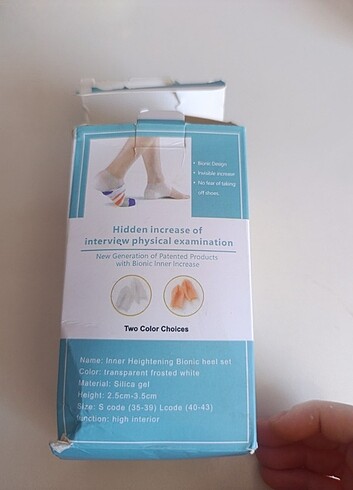 • Bionic Design
• Invisible increase
• No fear of taking
off shoes
Hidden increase of
interview physical examination
New Generation of Patented Products
with Bionic Inner Increase
Two Color Choices
Name: Inner Heightening Bionic heel set
Color: transparent frosted white
Material: Silica gel
Height: 2.5cm-3.5cm
Size: S code (35-39) Lcode (40-43)
function: high interior